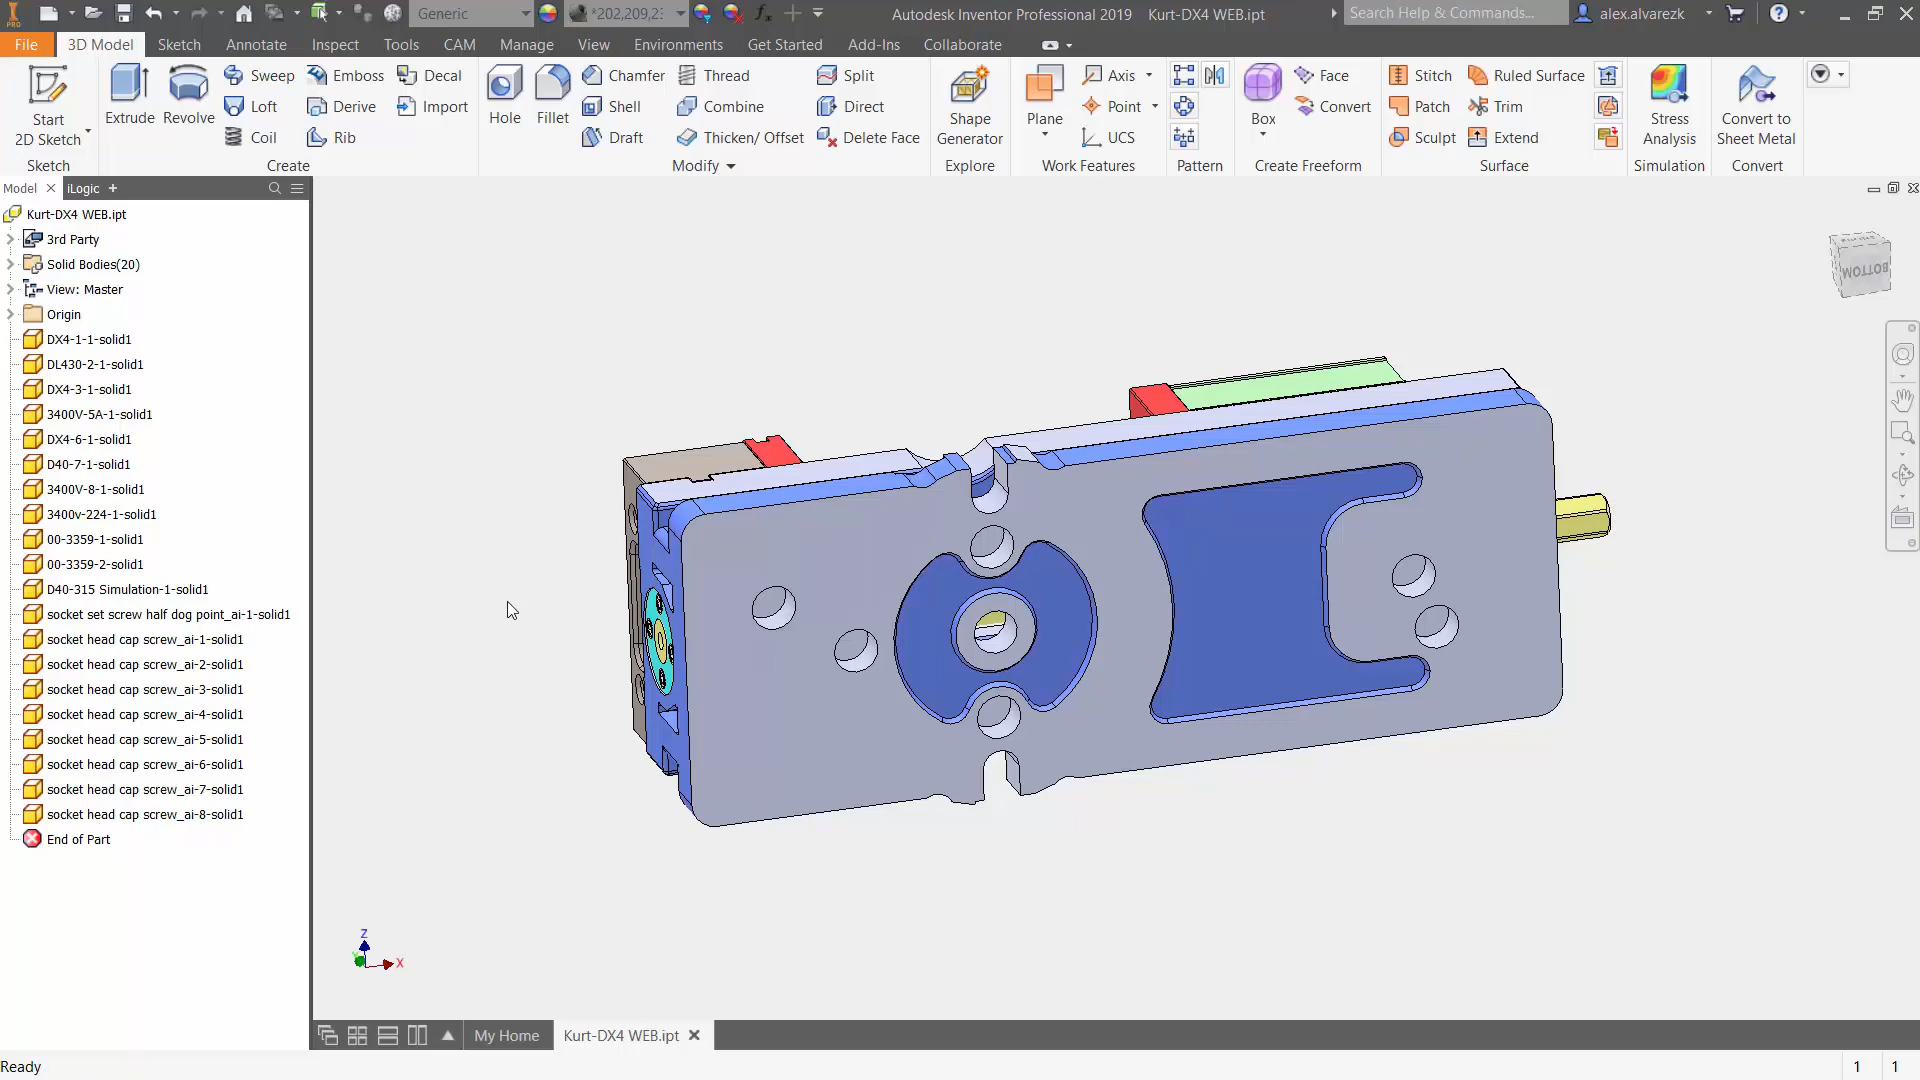 PRO
Generic
*202,209,23
Autodesk Inventor Professional 2019 Kurt-DX4 WEB.ipt
Search Help & Commands...
alex.alvarezk
File 3D Model Sketch Annotate Inspect Tools CAM Manage View Environments Get Started Add-Ins Collaborate
Start
2D Sketch
Sketch
Extrude
Revolve
Sweep Emboss Decal
Loft Derive Import
Coil Rib
Create
Hole
Fillet
Chamfer Thread Split
Shell Combine Direct
Draft Thicken/ Offset Delete Face
Modify
Shape
Generator
Explore
Plane
Axis
Point
UCS
Work Features
Pattern
Box
Face
Convert
Create Freeform
Stitch Ruled Surface
Patch Trim
Sculpt Extend
Surface
Stress
Analysis
Simulation
Convert to
Sheet Metal
Convert
Model iLogic +
Kurt-DX4 WEB.ipt
3rd Party
Solid Bodies(20)
View: Master
Origin
DX4-1-1-solid1
DL430-2-1-solid1
DX4-3-1-solid1
3400V-5A-1-solid1
DX4-6-1-solid1
D40-7-1-solid1
3400V-8-1-solid1
3400v-224-1-solid1
00-3359-1-solid1
00-3359-2-solid1
D40-315 Simulation-1-solid1
socket set screw half dog point_ai-1-solid1
socket head cap screw_ai-1-solid1
socket head cap screw_ai-2-solid1
socket head cap screw_ai-3-solid1
socket head cap screw_ai-4-solid1
socket head cap screw_ai-5-solid1
socket head cap screw_ai-6-solid1
socket head cap screw_ai-7-solid1
socket head cap screw_ai-8-solid1
End of Part
BOTTOM
Z
Y
X
My Home
Kurt-DX4 WEB.ipt
Ready
1 1